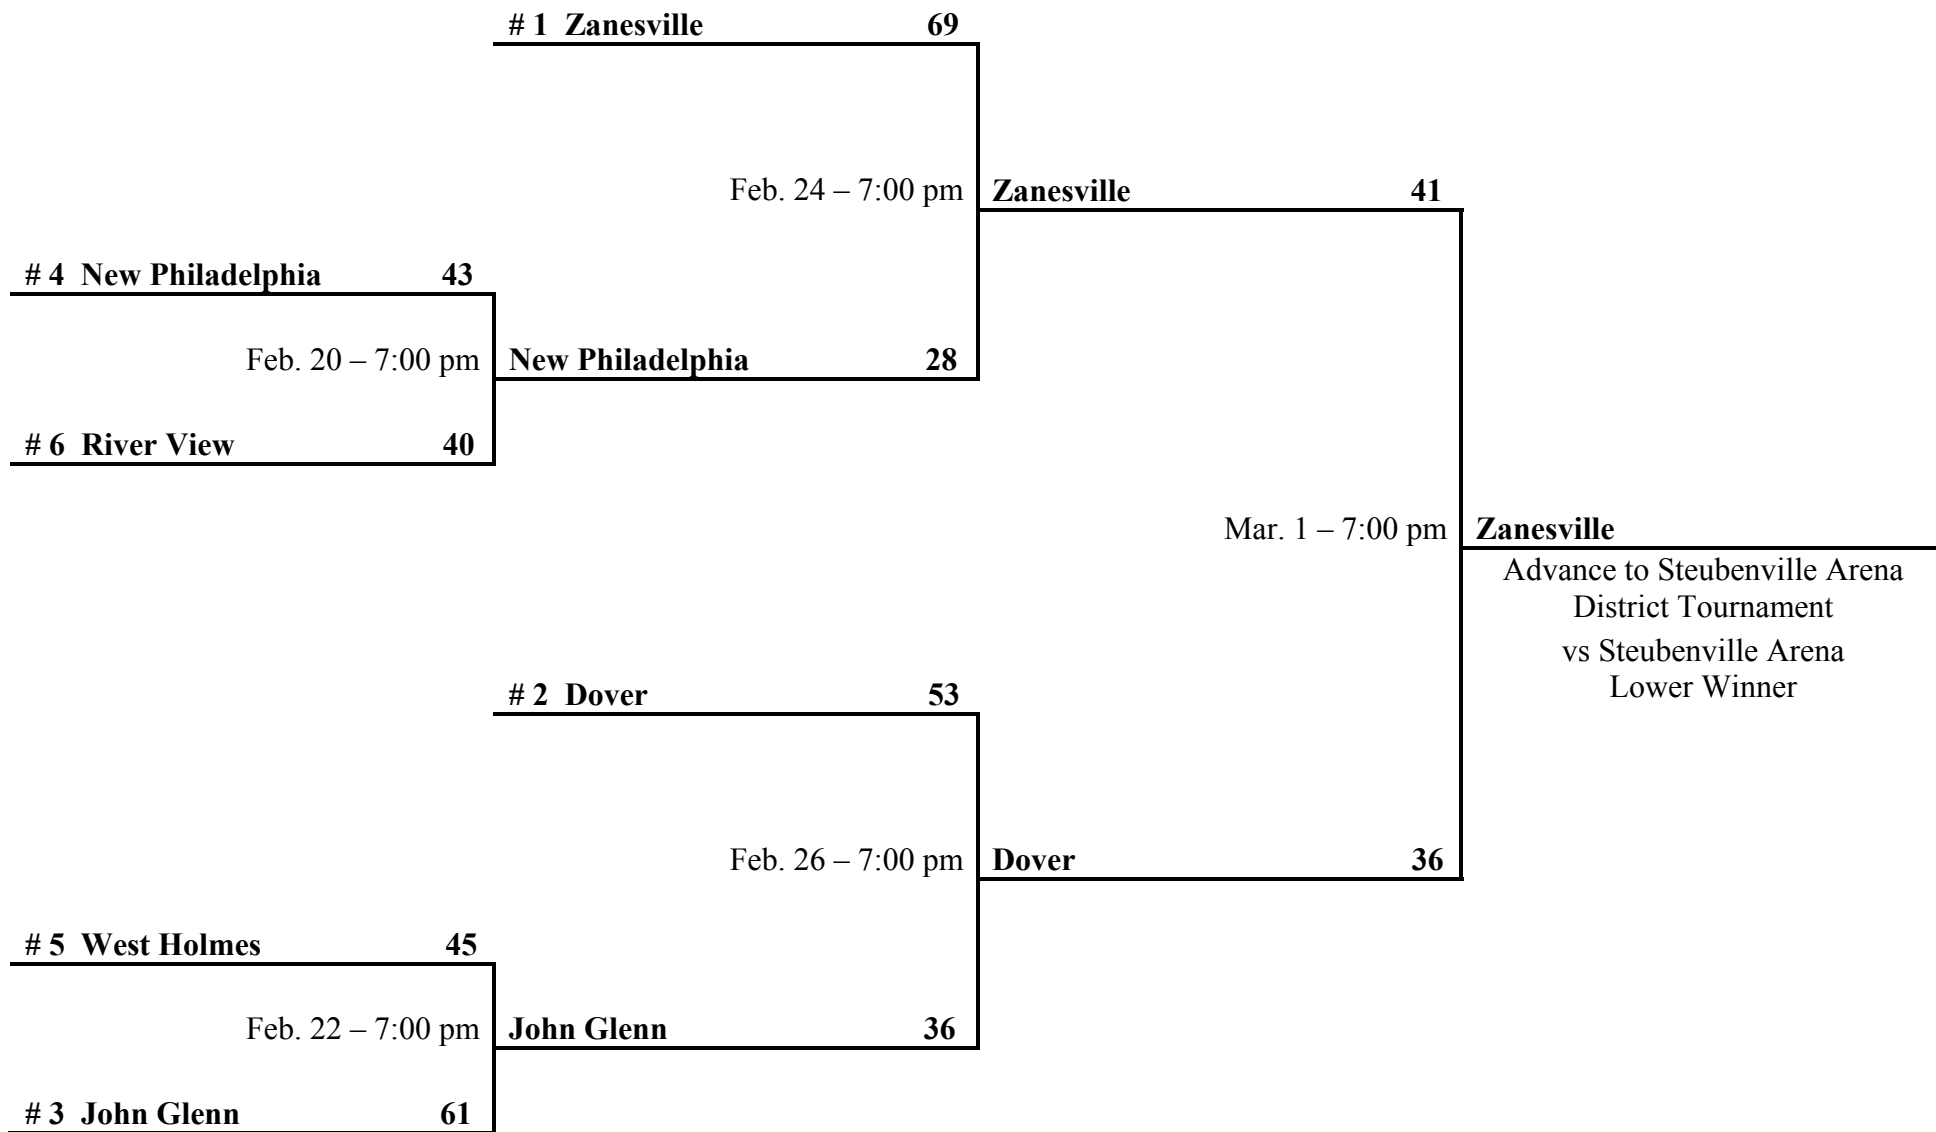 # 1 Zanesville 69
Feb. 24 – 7:00 pm Zanesville 41
# 4 New Philadelphia 43
Feb. 20 – 7:00 pm New Philadelphia 28
# 6 River View 40
Mar. 1 – 7:00 pm Zanesville
Advance to Steubenville Arena
District Tournament
vs Steubenville Arena
Lower Winner
# 2 Dover 53
Feb. 26 – 7:00 pm Dover 36
# 5 West Holmes 45
Feb. 22 – 7:00 pm John Glenn 36
# 3 John Glenn 61